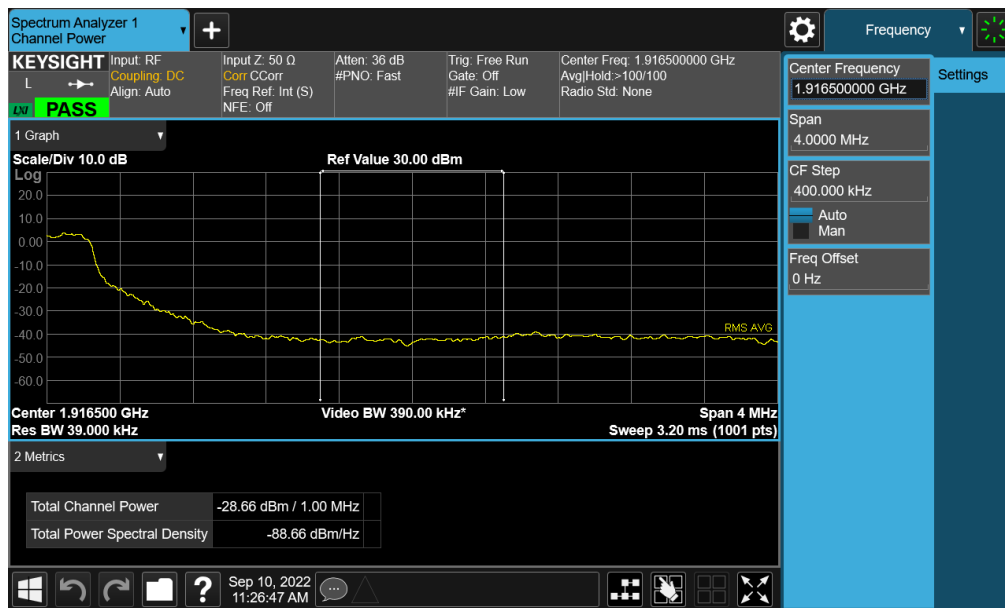 Spectrum Analyzer 1
Channel Power
Frequency
KEYSIGHT
L
LXI
PASS
Input: RF
Coupling: DC
Align: Auto
Input Z: 50 Ω
Corr CCorr
Freq Ref: Int (S)
NFE: Off
Atten: 36 dB
#PNO: Fast
Trig: Free Run
Gate: Off
#IF Gain: Low
Center Freq: 1.916500000 GHz
Avg|Hold:>100/100
Radio Std: None
Center Frequency
1.916500000 GHz
Settings
Span
4.0000 MHz
CF Step
400.000 kHz
Auto
Man
Freq Offset
0 Hz
1 Graph
Scale/Div 10.0 dB
Ref Value 30.00 dBm
Log
20.0
10.0
0.00
-10.0
-20.0
-30.0
-40.0
-50.0
-60.0
RMS AVG
Center 1.916500 GHz
Video BW 390.00 kHz*
Span 4 MHz
Res BW 39.000 kHz
Sweep 3.20 ms (1001 pts)
2 Metrics
Total Channel Power -28.66 dBm / 1.00 MHz
Total Power Spectral Density -88.66 dBm/Hz
?
Sep 10, 2022
11:26:47 AM